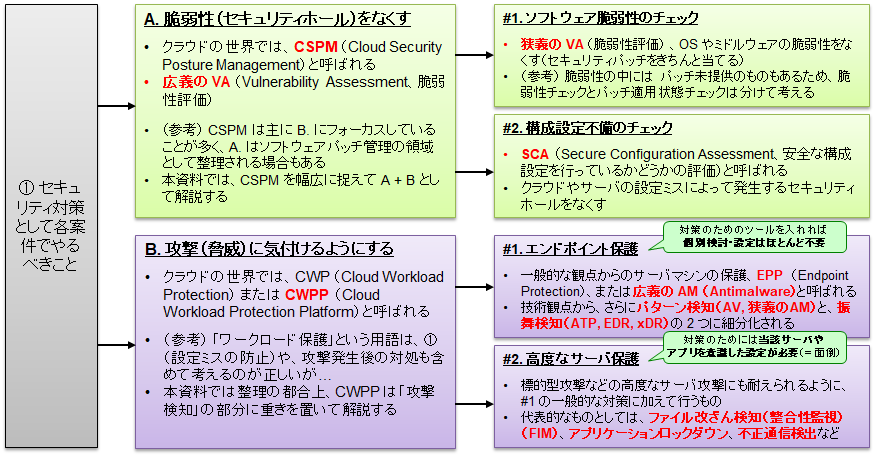 ① セキュ
リティ対策
として各案
件でやる
べきこと
A. 脆弱性（セキュリティホール）をなくす
• クラウドの世界では、CSPM（Cloud Security
Posture Management）と呼ばれる
• 広義の VA（Vulnerability Assessment、脆弱
性評価）
• （参考） CSPM は主に B. にフォーカスしている
ことが多く、A. はソフトウェアパッチ管理の領域
として整理される場合もある
• 本資料では、CSPM を幅広に捉えて A + B とし
て解説する
#1. ソフトウェア脆弱性のチェック
• 狭義の VA（脆弱性評価）、OS やミドルウェアの脆弱性をな
くす（セキュリティパッチをきちんと当てる）
• （参考） 脆弱性の中には パッチ未提供のものもあるため、脆
弱性チェックとパッチ適用状態チェックは分けて考える
#2. 構成設定不備のチェック
• SCA （Secure Configuration Assessment、安全な構成
設定を行っているかどうかの評価）と呼ばれる
• クラウドやサーバの設定ミスによって発生するセキュリティ
ホールをなくす
B. 攻撃（脅威）に気付けるようにする
• クラウドの世界では、CWP（Cloud Workload
Protection）または CWPP（Cloud
Workload Protection Platform）と呼ばれる
• （参考） 「ワークロード保護」という用語は、①
（設定ミスの防止）や、攻撃発生後の対処も含
めて考えるのが正しいが…
• 本資料では整理の都合上、CWPP は「攻撃
検知」の部分に重きを置いて解説する
対策のためのツールを入れれば
個別検討・設定はほとんど不要
#1. エンドポイント保護
• 一般的な観点からのサーバマシンの保護、EPP （Endpoint
Protection）、または広義の AM（Antimalware）と呼ばれる
• 技術観点から、さらにパターン検知（AV, 狭義のAM）と、振
舞検知（ATP, EDR, xDR）の 2 つに細分化される
対策のためには当該サーバや
アプリを意識した設定が必要（＝面倒）
#2. 高度なサーバ保護
• 標的型攻撃などの高度なサーバ攻撃にも耐えられるように、
#1 の一般的な対策に加えて行うもの
• 代表的なものとしては、ファイル改ざん検知（整合性監視）
（FIM）、アプリケーションロックダウン、不正通信検出など